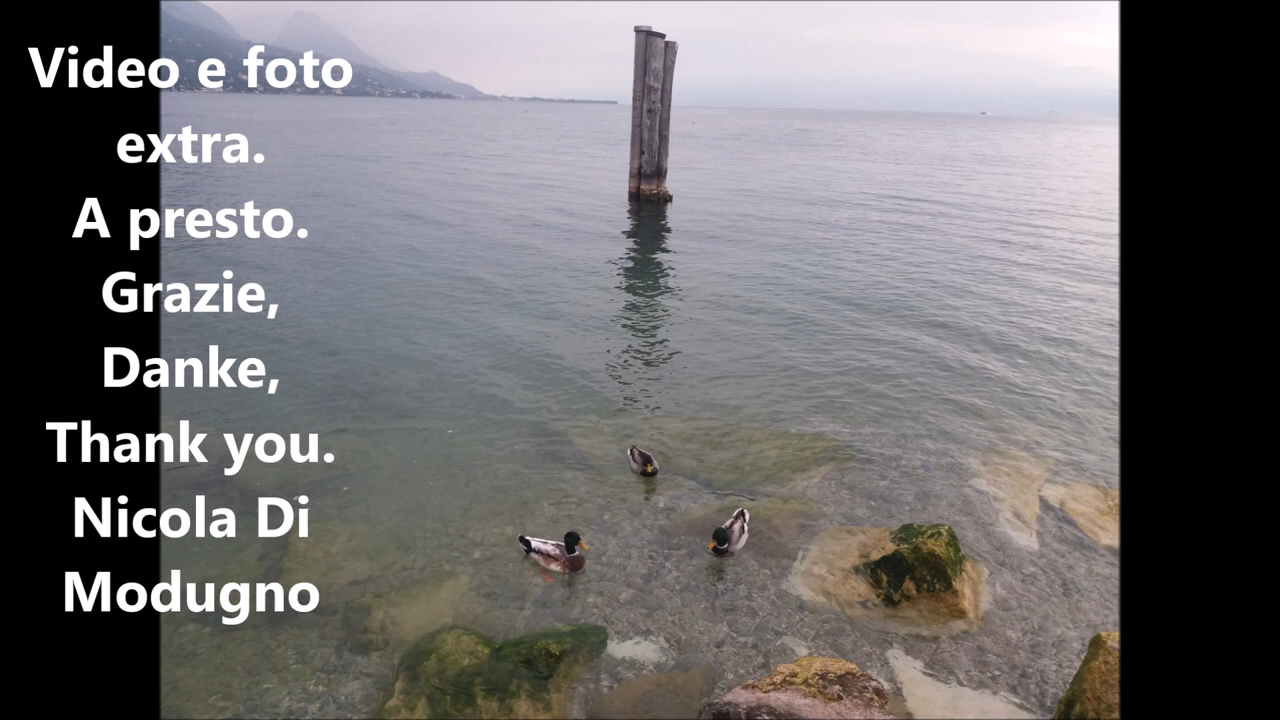 Video e foto
extra.
A presto.
Grazie,
Danke,
Thank you.
Nicola Di
Modugno